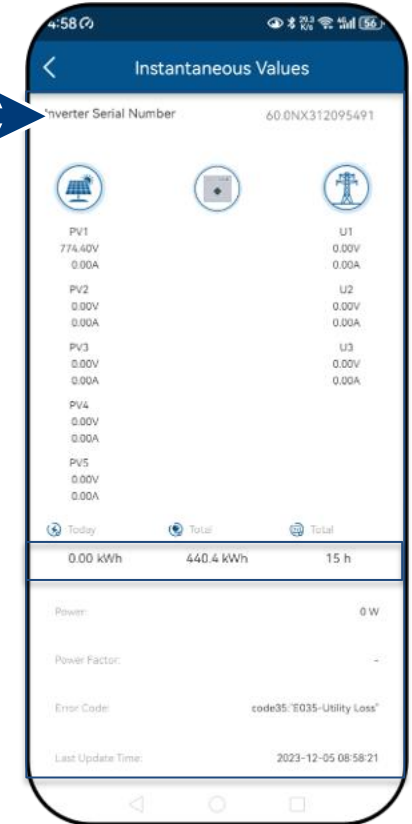 4:58
29.3 K/s 56
Instantaneous Values
Inverter Serial Number 60.0NX312095491
PV1
774.40V
0.00A
PV2
0.00V
0.00A
PV3
0.00V
0.00A
PV4
0.00V
0.00A
PV5
0.00V
0.00A
U1
0.00V
0.00A
U2
0.00V
0.00A
U3
0.00V
0.00A
Today Total Total
0.00 kWh 440.4 kWh 15 h
Power: 0 W
Power Factor: -
Error Code: code35:"E035-Utility Loss"
Last Update Time: 2023-12-05 08:58:21